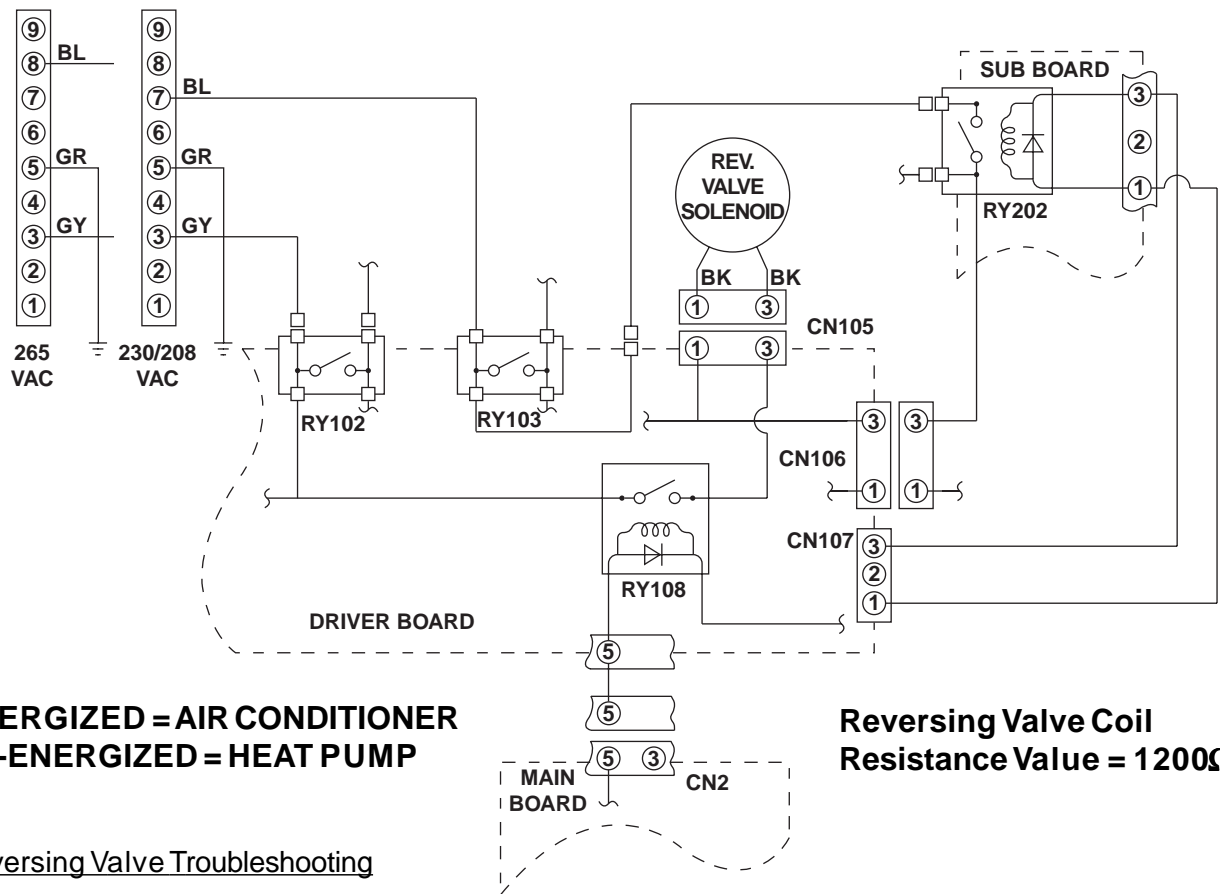 9
8 BL
7
6
5 GR
4
3 GY
2
1
265
VAC
9
8
7 BL
6
5 GR
4
3 GY
2
1
230/208
VAC
SUB BOARD
3
2
1
RY202
REV.
VALVE
SOLENOID
BK BK
1 3
CN105
1 3
RY102
RY103
3 3
CN106
1 1
CN107
3
2
1
RY108
DRIVER BOARD
5
5
5 3
CN2
MAIN
BOARD
ERGIZED = AIR CONDITIONER
-ENERGIZED = HEAT PUMP
Reversing Valve Coil
Resistance Value = 1200Ω
versing Valve Troubleshooting